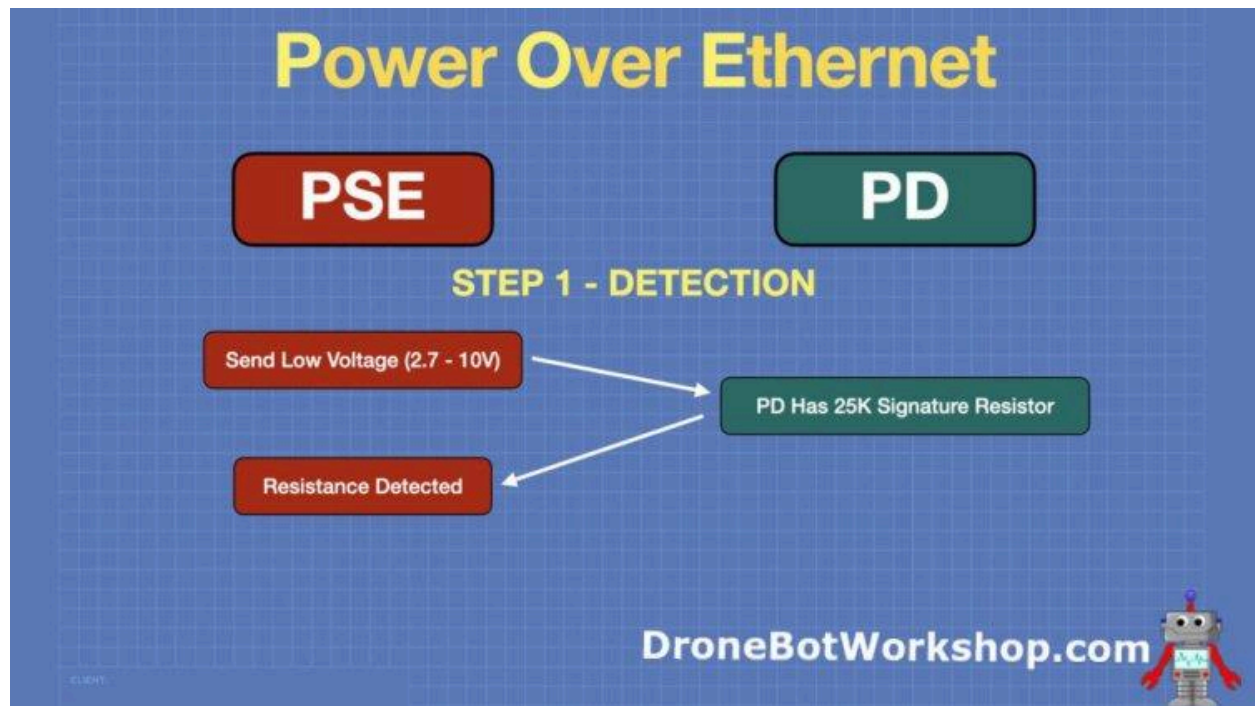 Power Over Ethernet
PSE
PD
STEP 1 - DETECTION
Send Low Voltage (2.7 - 10V)
PD Has 25K Signature Resistor
Resistance Detected
DroneBotWorkshop.com
CLIENT: